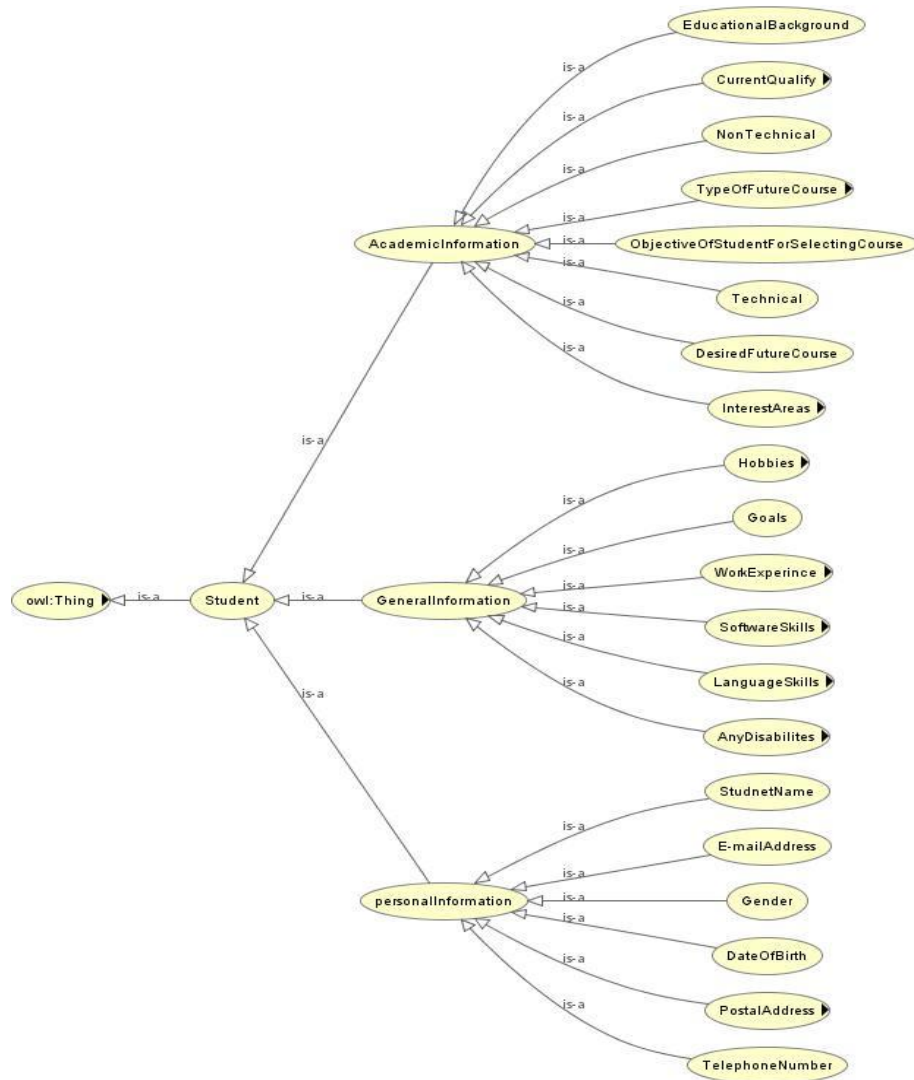 EducationalBackground
is-a
CurrentQualify
is-a
NonTechnical
is-a
TypeOfFutureCourse
is-a
AcademicInformation
is-a
ObjectiveOfStudentForSelectingCourse
is-a
Technical
is-a
DesiredFutureCourse
is-a
InterestAreas
is-a
Hobbies
is-a
Goals
is-a
WorkExperince
is-a
owl:Thing
is-a
Student
is-a
GeneralInformation
is-a
SoftwareSkills
is-a
LanguageSkills
is-a
AnyDisabilites
is-a
StudnetName
is-a
E-mailAddress
is-a
personalInformation
is-a
Gender
is-a
DateOfBirth
is-a
PostalAddress
is-a
TelephoneNumber